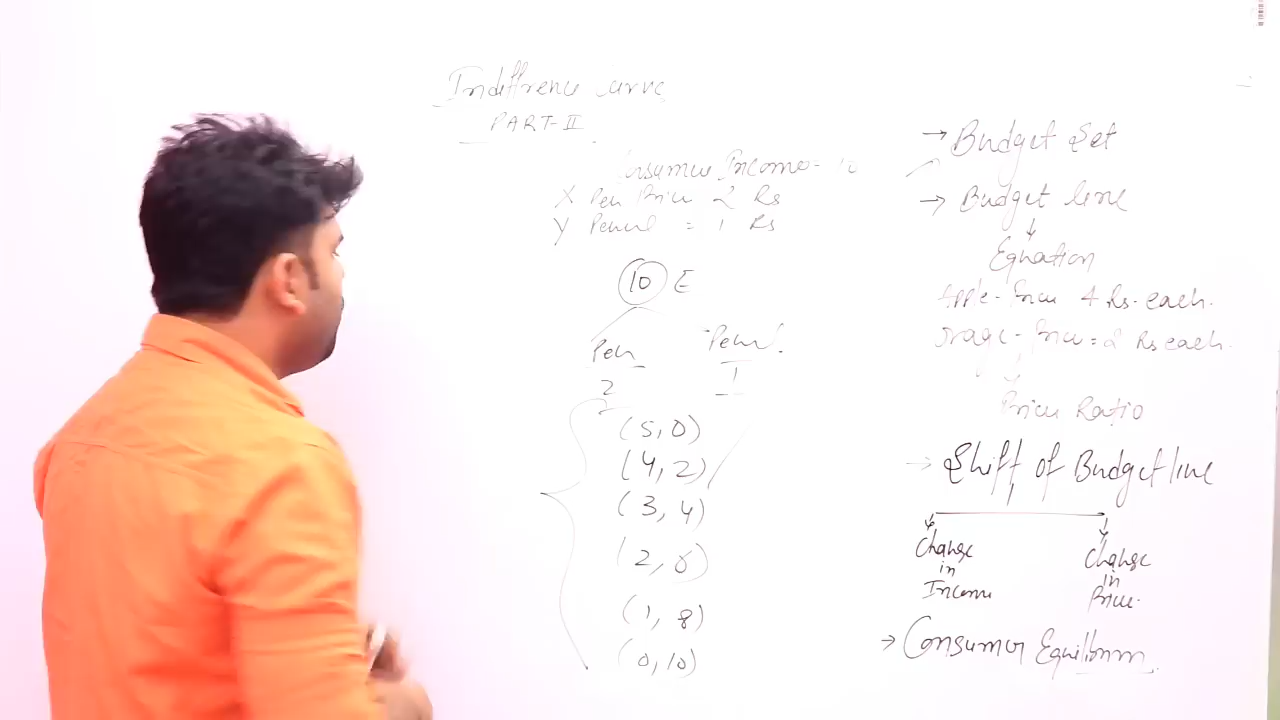 Indiffrence Curve
PART-II
Consumer Income = 10
X Pen Price 2 Rs
Y Pencil = 1 Rs
10 E
Pen Pencil
2 1
(5,0)
(4,2)
(3,4)
(2,6)
(1,8)
(0,10)
→ Budget Set
→ Budget line
Equation
Apple-Price 4 Rs-each.
Orage-Price = 2 Rs each.
Price Ratio
→ Shift of Budget line
Change in Income
Change in Price.
→ Consumer Equilibrium.